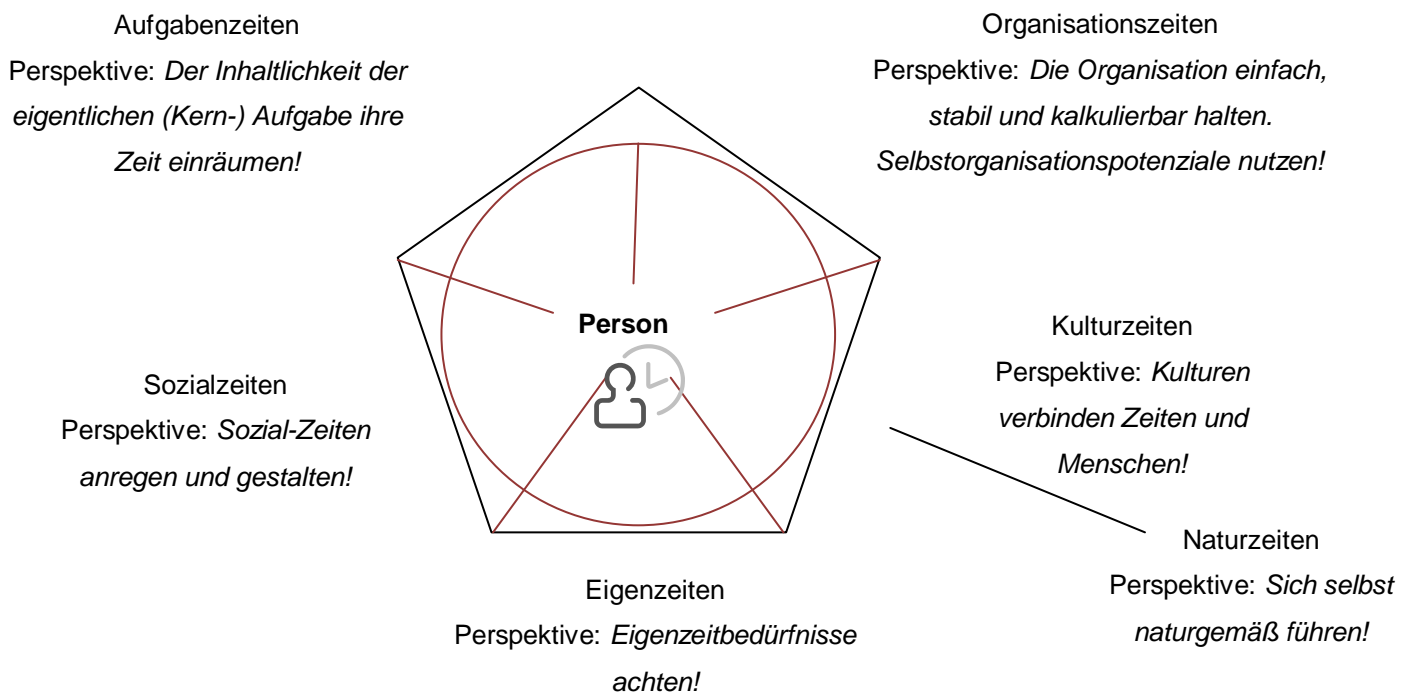 Aufgabenzeiten
Perspektive: Der Inhaltlichkeit der
eigentlichen (Kern-) Aufgabe ihre
Zeit einräumen!
Organisationszeiten
Perspektive: Die Organisation einfach,
stabil und kalkulierbar halten.
Selbstorganisationspotenziale nutzen!
Person
Kulturzeiten
Perspektive: Kulturen
verbinden Zeiten und
Menschen!
Sozialzeiten
Perspektive: Sozial-Zeiten
anregen und gestalten!
Naturzeiten
Perspektive: Sich selbst
naturgemäß führen!
Eigenzeiten
Perspektive: Eigenzeitbedürfnisse
achten!